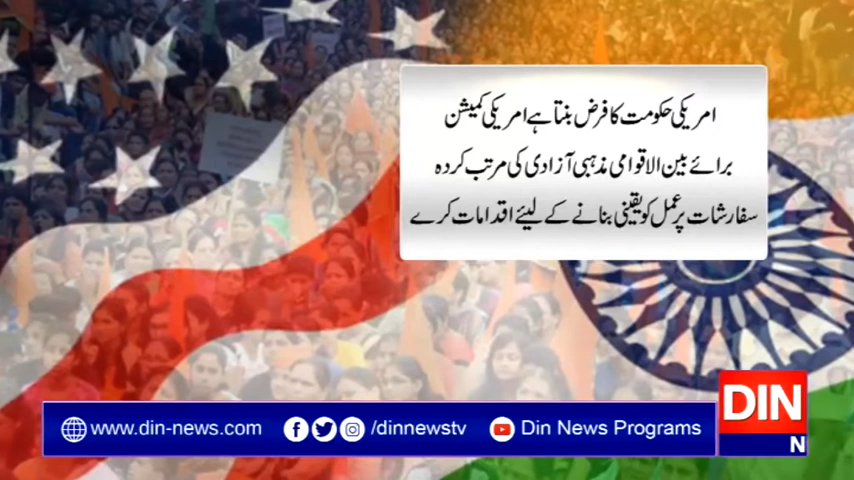 امریکی حکومت کا فرض بنتا ہے امریکی کمیشن
برائے بین الاقوامی مذہبی آزادی کی مرتب کردہ
سفارشات پر عمل کو یقینی بنانے کے لیئے اقدامات کرے
DIN
N
www.din-news.com /dinnewstv Din News Programs